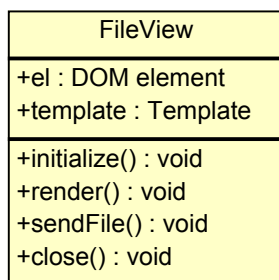 FileView
+el : DOM element
+template : Template
+initialize() : void
+render() : void
+sendFile() : void
+close() : void